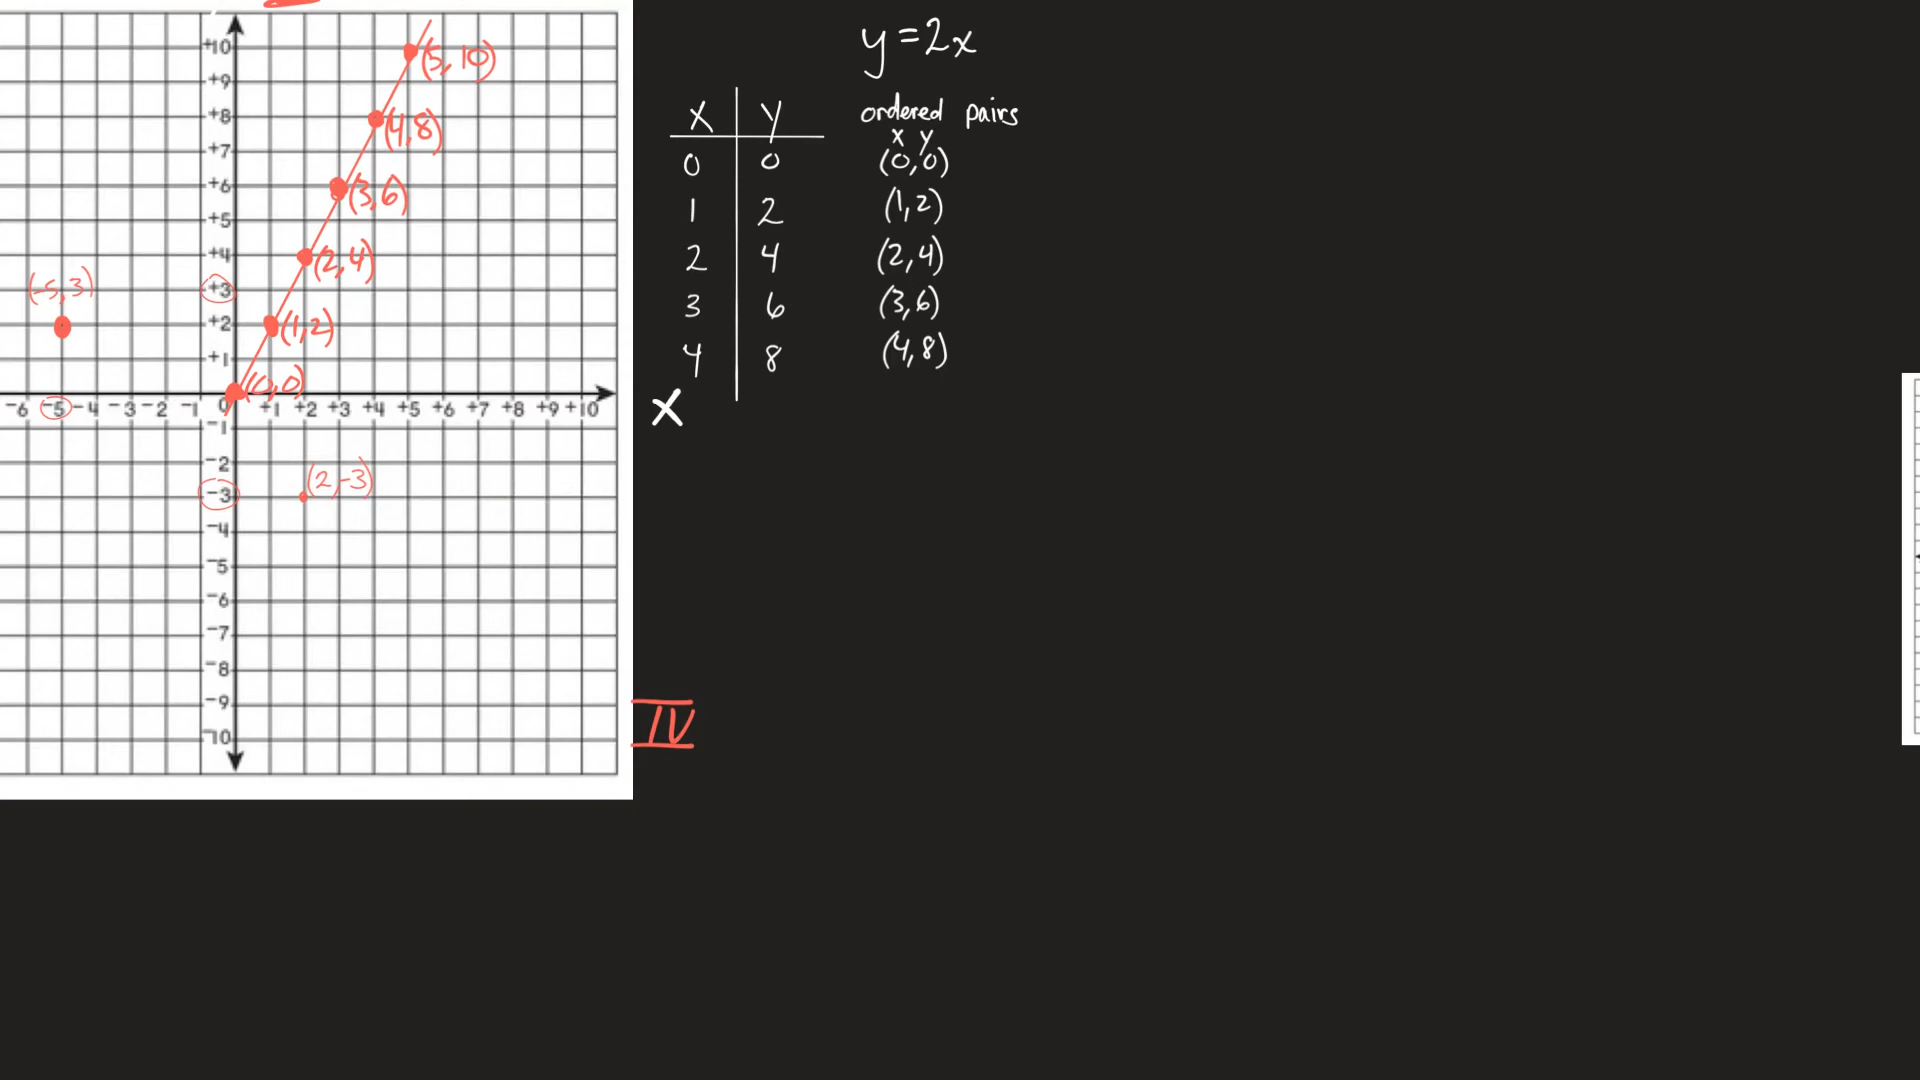 y=2x
X Y
ordered pairs
x y
0 0 (0,0)
1 2 (1,2)
2 4 (2,4)
3 6 (3,6)
4 8 (4,8)
X
+10
(5, 10)
+9
+8
(4,8)
+7
+6
(3,6)
+5
+4
(2,4)
(-5,3)
+3
+2
(1,2)
+1
(0,0)
-6 -5 -4 -3 -2 -1 0 +1 +2 +3 +4 +5 +6 +7 +8 +9 +10
-1
-2
(2,-3)
-3
-4
-5
-6
-7
-8
-9
-10
IV